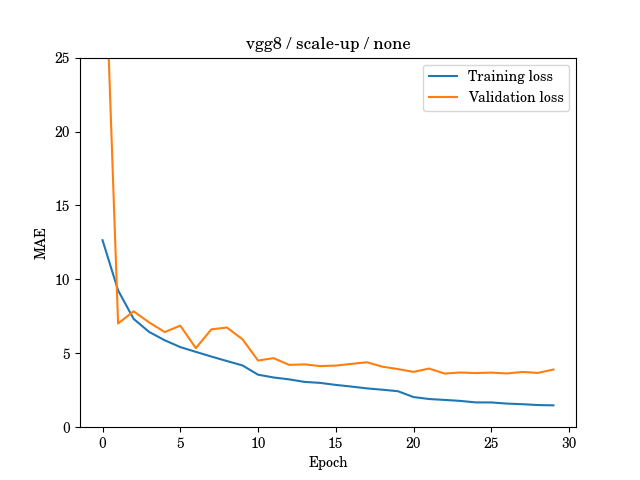 vgg8 / scale-up / none
25
20
15
10
5
0
MAE
Training loss
Validation loss
0 5 10 15 20 25 30
Epoch